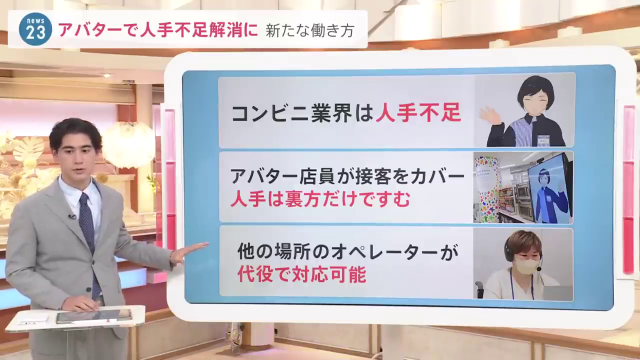 news
23
アバターで人手不足解消に 新たな働き方
コンビニ業界は人手不足
アバター店員が接客をカバー
人手は裏方だけですむ
他の場所のオペレーターが
代役で対応可能